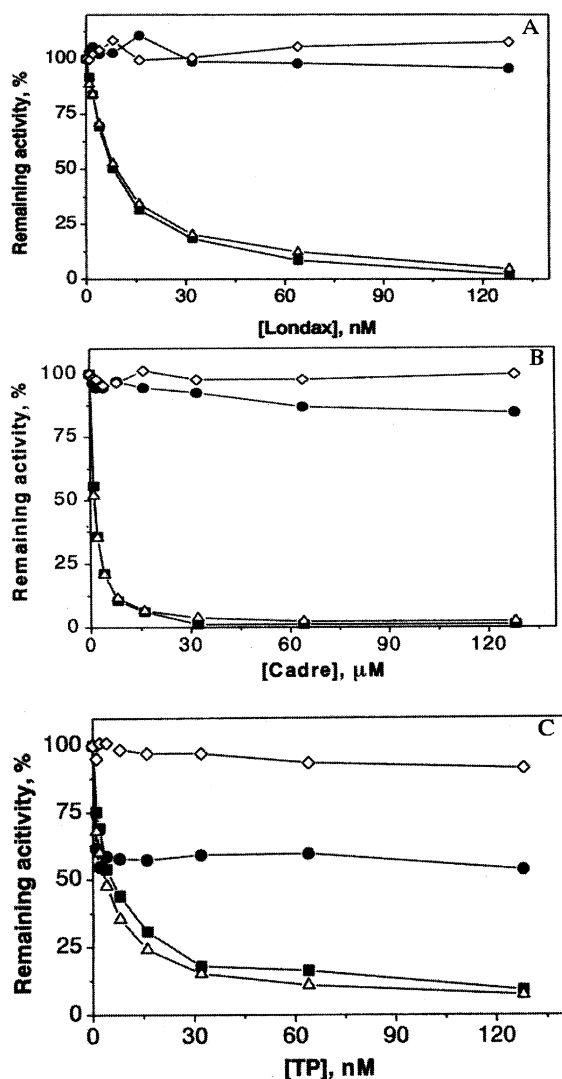 A
Remaining activity, %
100
75
50
25
0
0 30 60 90 120
[Londax], nM
B
Remaining activity, %
100
75
50
25
0
0 30 60 90 120
[Cadre], μM
C
Remaining acitivity, %
100
75
50
25
0
0 30 60 90 120
[TP], nM